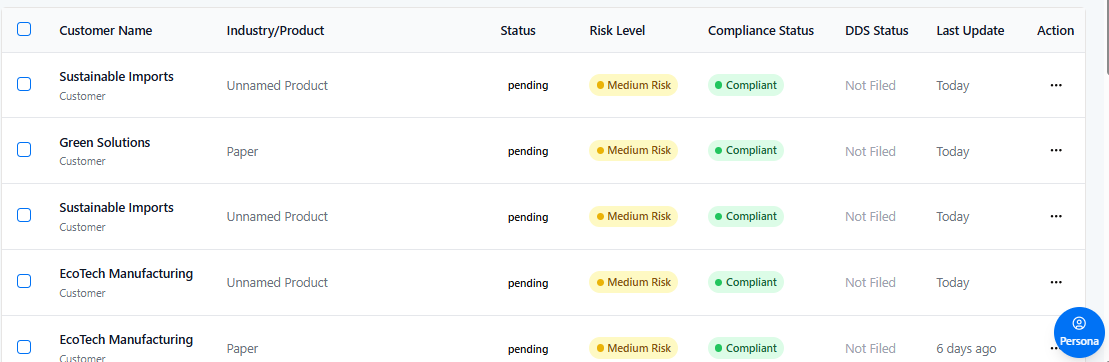 Customer Name Industry/Product Status Risk Level Compliance Status DDS Status Last Update Action
Sustainable Imports
Customer
Unnamed Product pending Medium Risk Compliant Not Filed Today
Green Solutions
Customer
Paper pending Medium Risk Compliant Not Filed Today
Sustainable Imports
Customer
Unnamed Product pending Medium Risk Compliant Not Filed Today
EcoTech Manufacturing
Customer
Unnamed Product pending Medium Risk Compliant Not Filed Today
EcoTech Manufacturing
Customer
Paper pending Medium Risk Compliant Not Filed 6 days ago
Persona